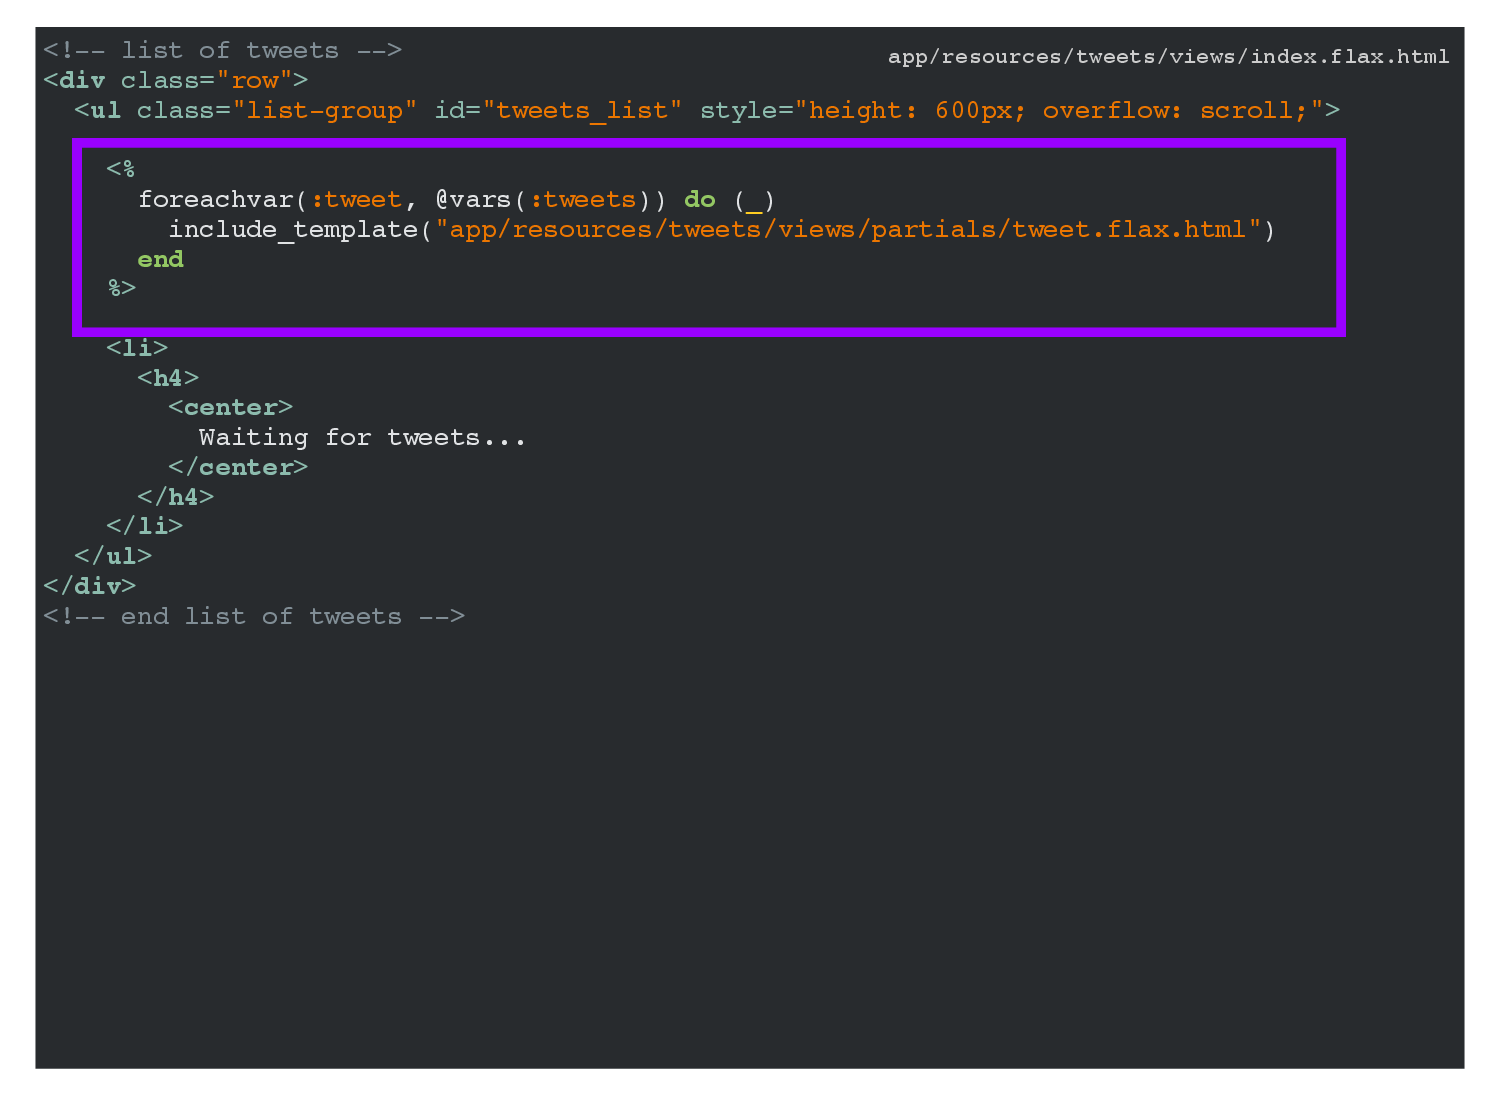 <!-- list of tweets -->
app/resources/tweets/views/index.flax.html
<div class="row">
  <ul class="list-group" id="tweets_list" style="height: 600px; overflow: scroll;">
    <%
      foreachvar(:tweet, @vars(:tweets)) do (_)
        include_template("app/resources/tweets/views/partials/tweet.flax.html")
      end
    %>
    <li>
      <h4>
        <center>
          Waiting for tweets...
        </center>
      </h4>
    </li>
  </ul>
</div>
<!-- end list of tweets -->